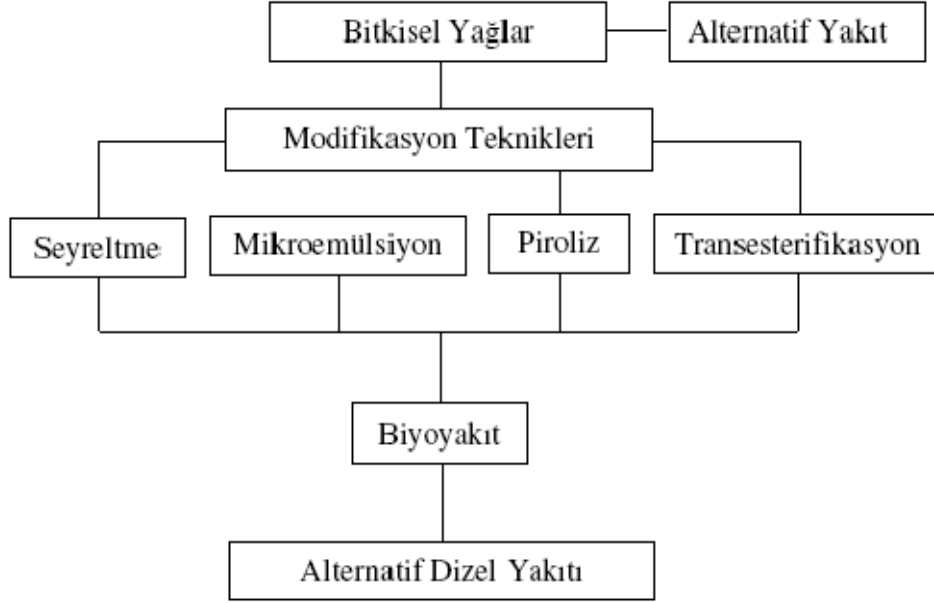 Bitkisel Yağlar
Alternatif Yakıt
Modifikasyon Teknikleri
Seyreltme
Mikroemülsiyon
Piroliz
Transesterifikasyon
Biyoyakıt
Alternatif Dizel Yakıtı